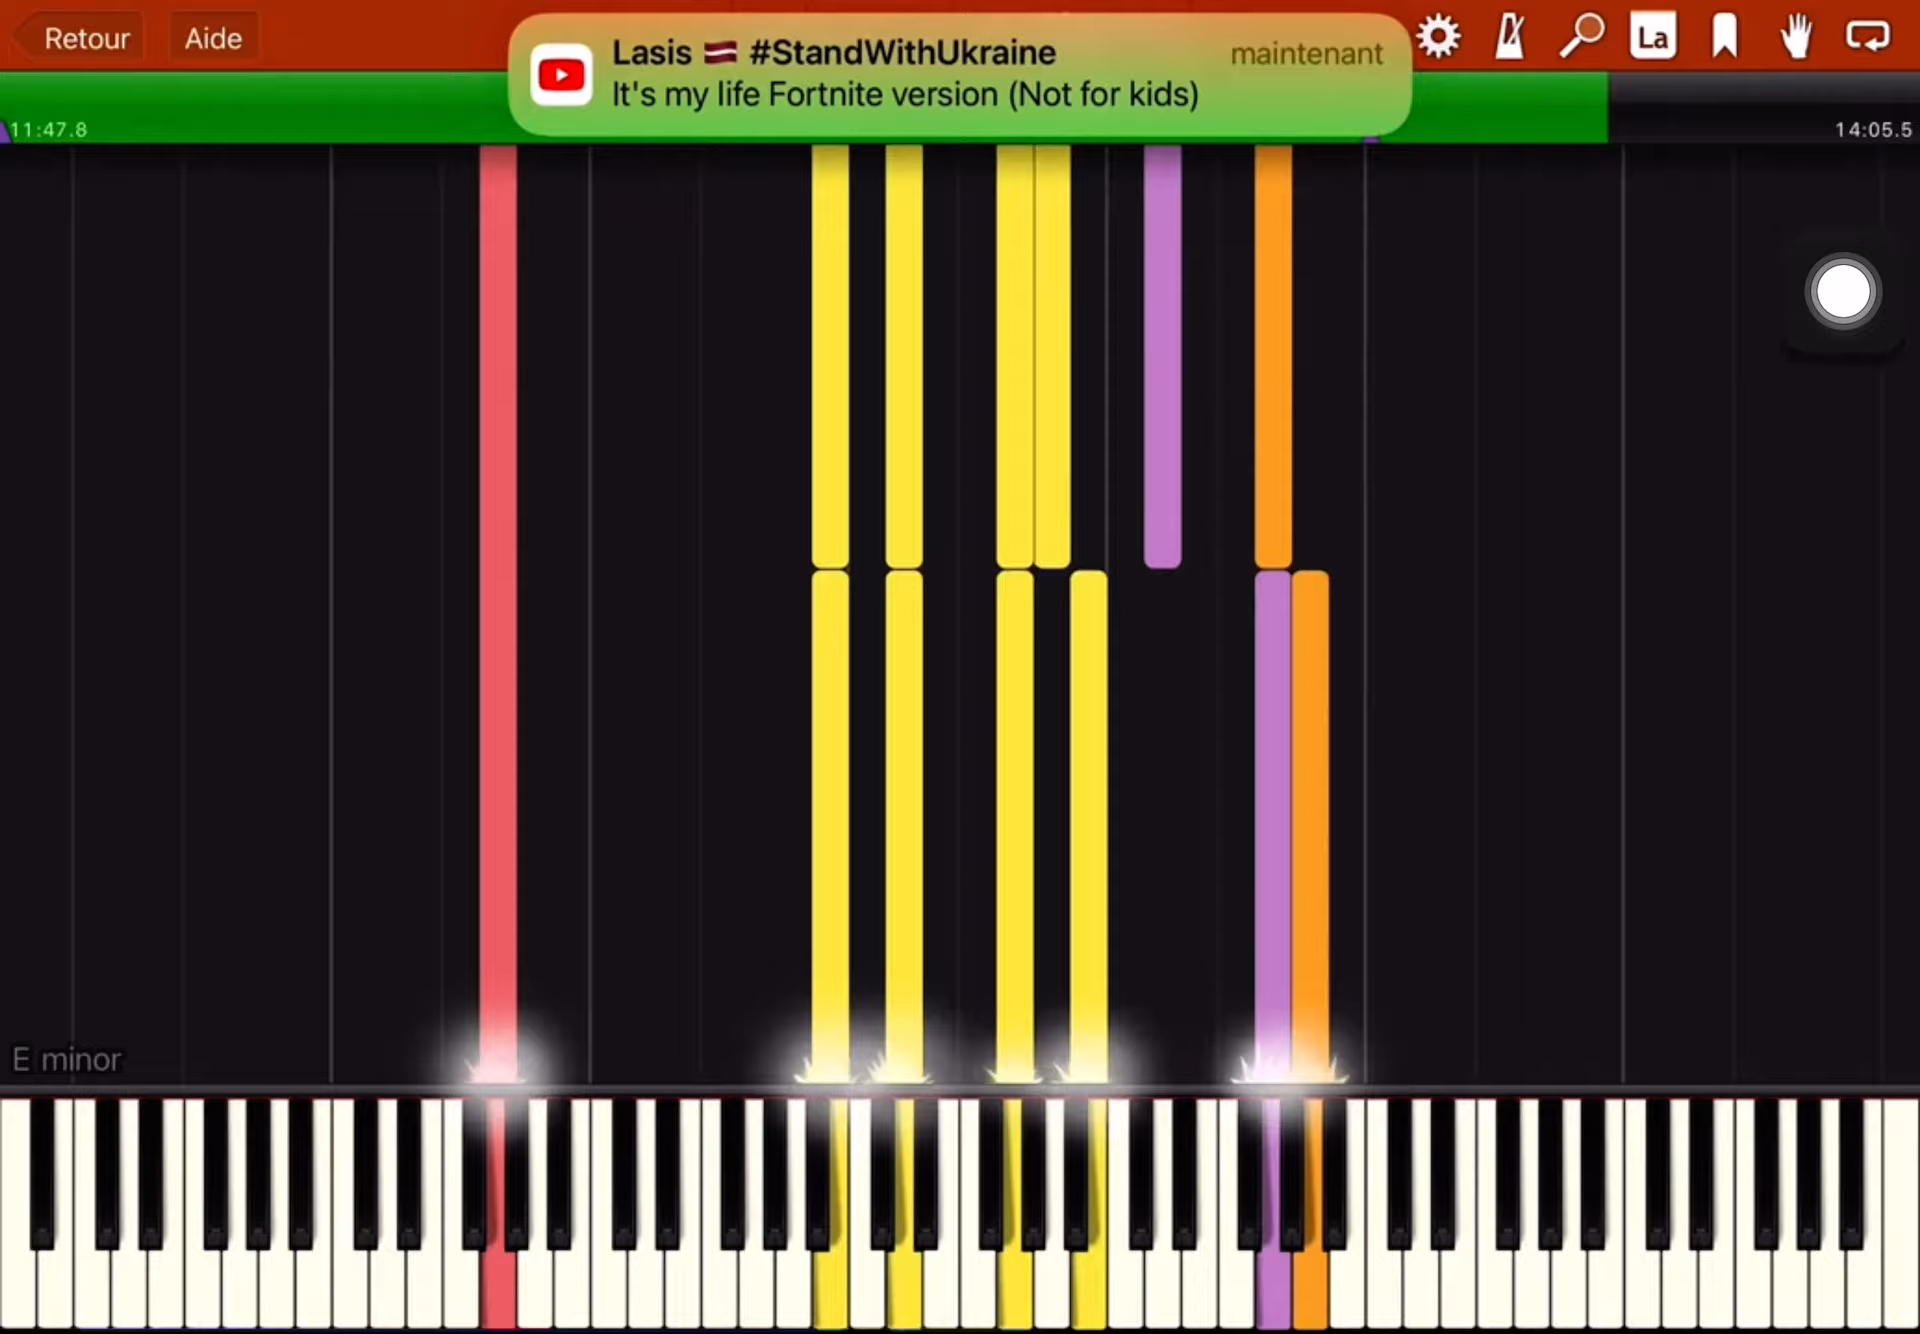 Retour
Aide
Lasis 🇱🇻 #StandWithUkraine
maintenant
It's my life Fortnite version (Not for kids)
La
11:47.8
14:05.5
E minor